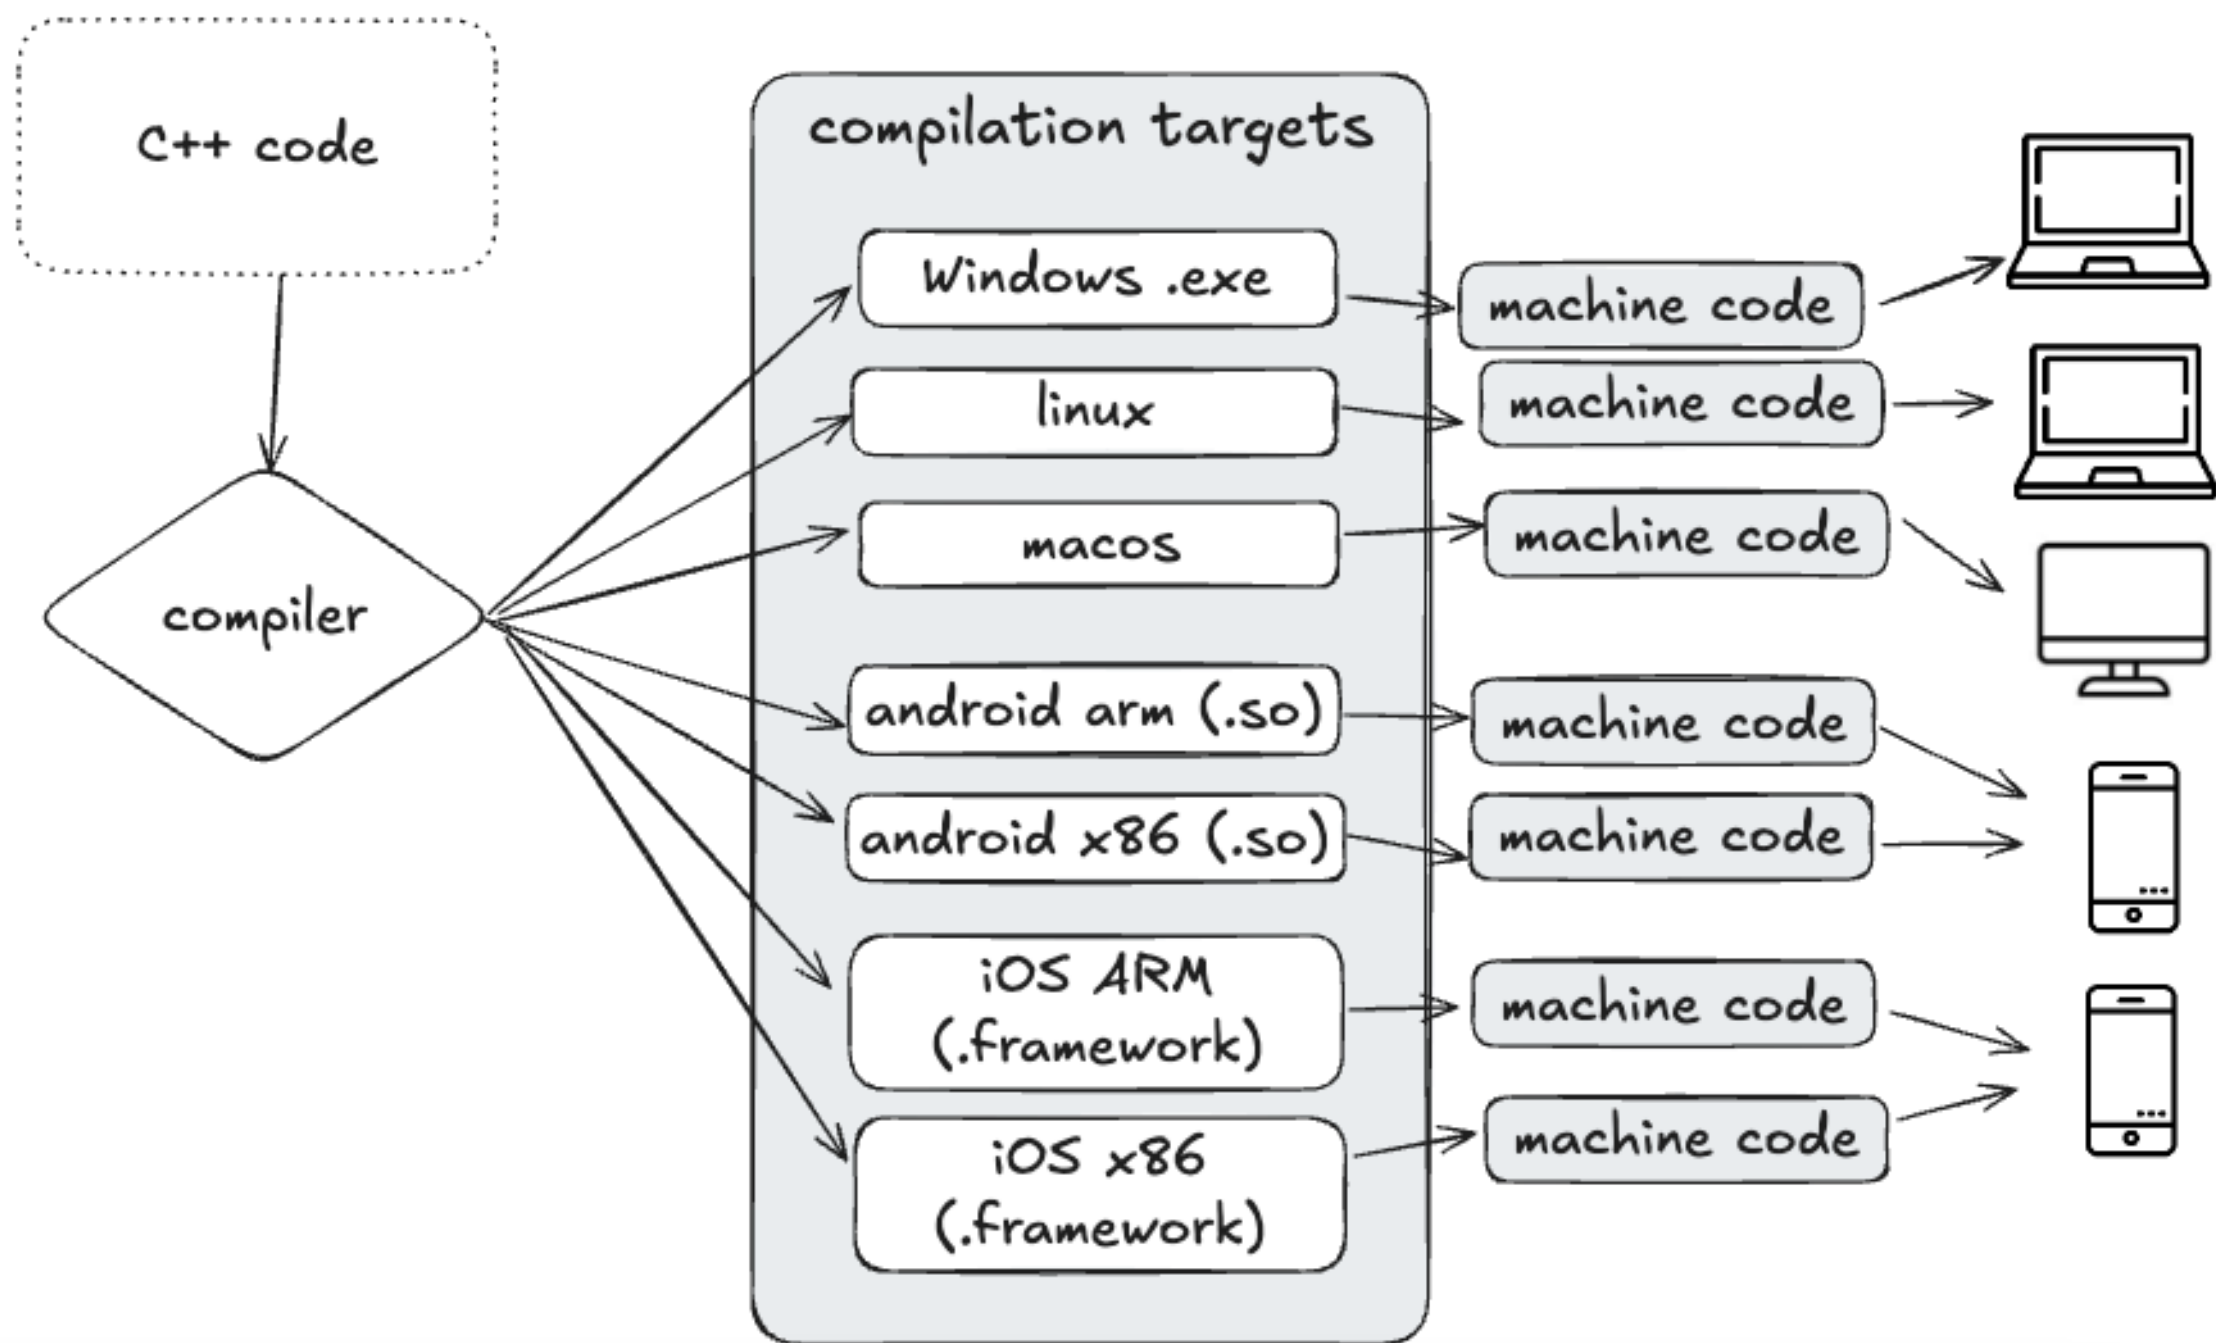 C++ code
compiler
compilation targets
Windows .exe
linux
macos
android arm (.so)
android x86 (.so)
iOS ARM
(.framework)
iOS x86
(.framework)
machine code
machine code
machine code
machine code
machine code
machine code
machine code